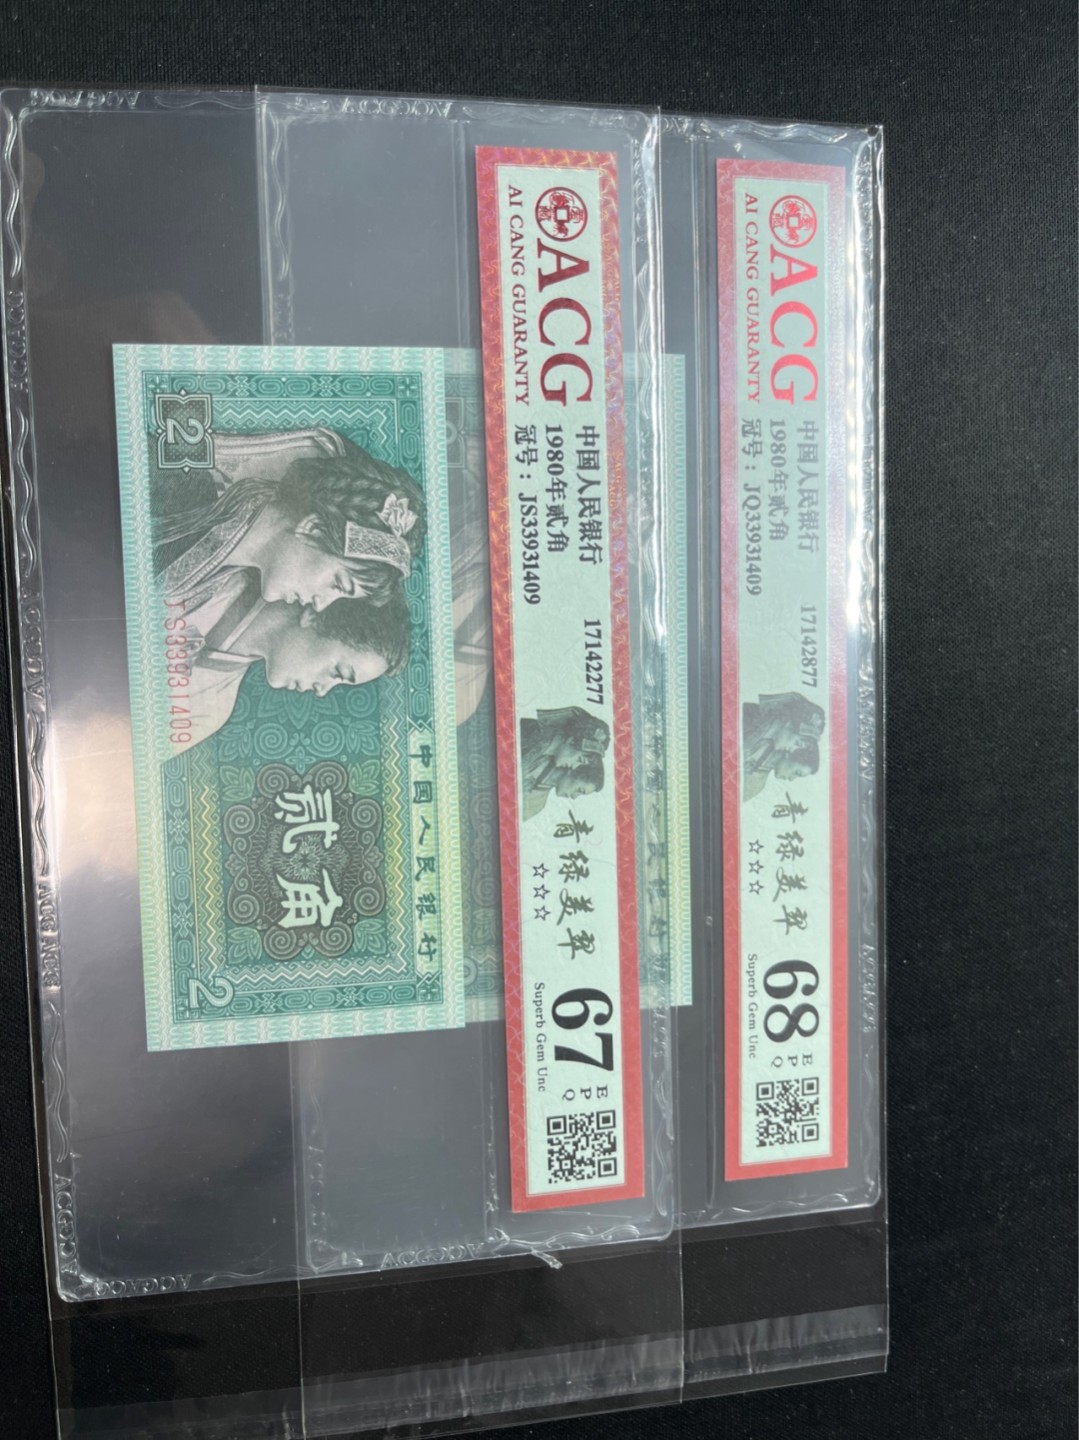 ACG
AI CANG GUARANTY
中国人民银行
1980年贰角
冠号：JQ33931409
17142877
青绿美翠
☆☆☆
68
EPQ
Superb Gem Unc
ACG
AI CANG GUARANTY
中国人民银行
1980年贰角
冠号：JS33931409
17142277
青绿美翠
☆☆☆
67
EPQ
Superb Gem Unc
中国人民银行
贰角
2
2
JS33931409